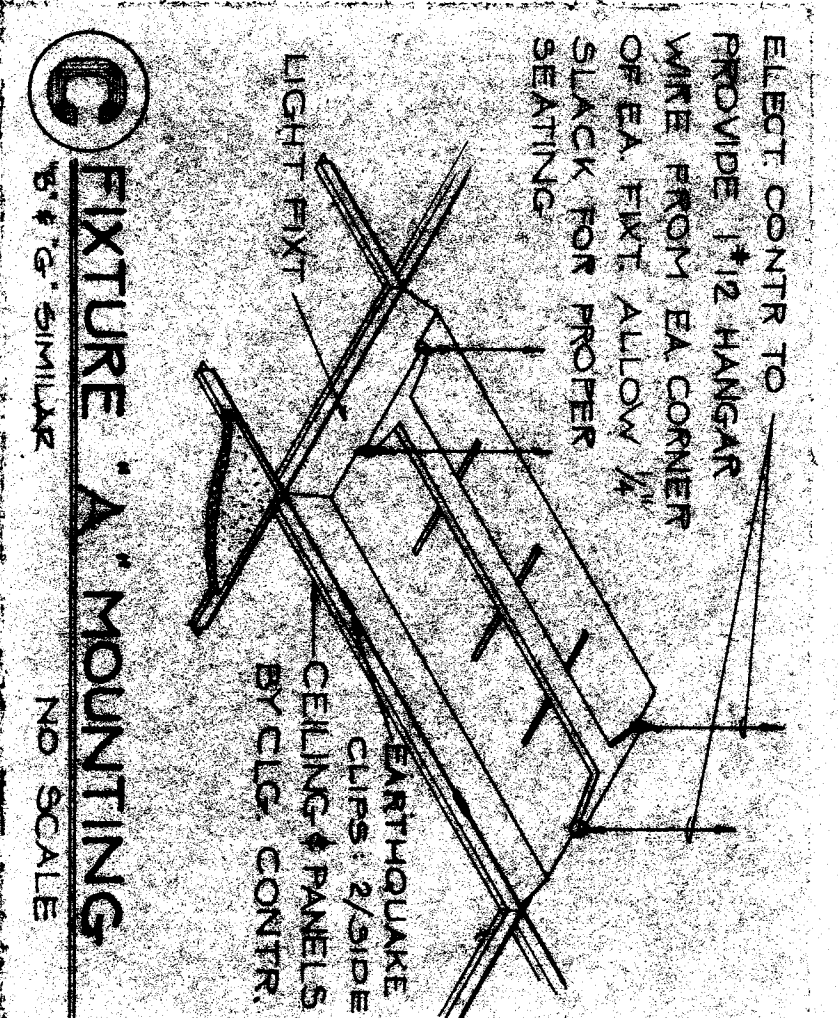 ELECT. CONTR TO
PROVIDE 1 #12 HANGAR
WIRE FROM EA CORNER
OF EA. FIXT. ALLOW 1/4"
SLACK FOR PROPER
SEATING
LIGHT FIXT
EARTHQUAKE
CLIPS: 2/SIDE
CEILING & PANELS
BY CLG. CONTR.
C
FIXTURE "A" MOUNTING
"B" & "G" SIMILAR
NO SCALE